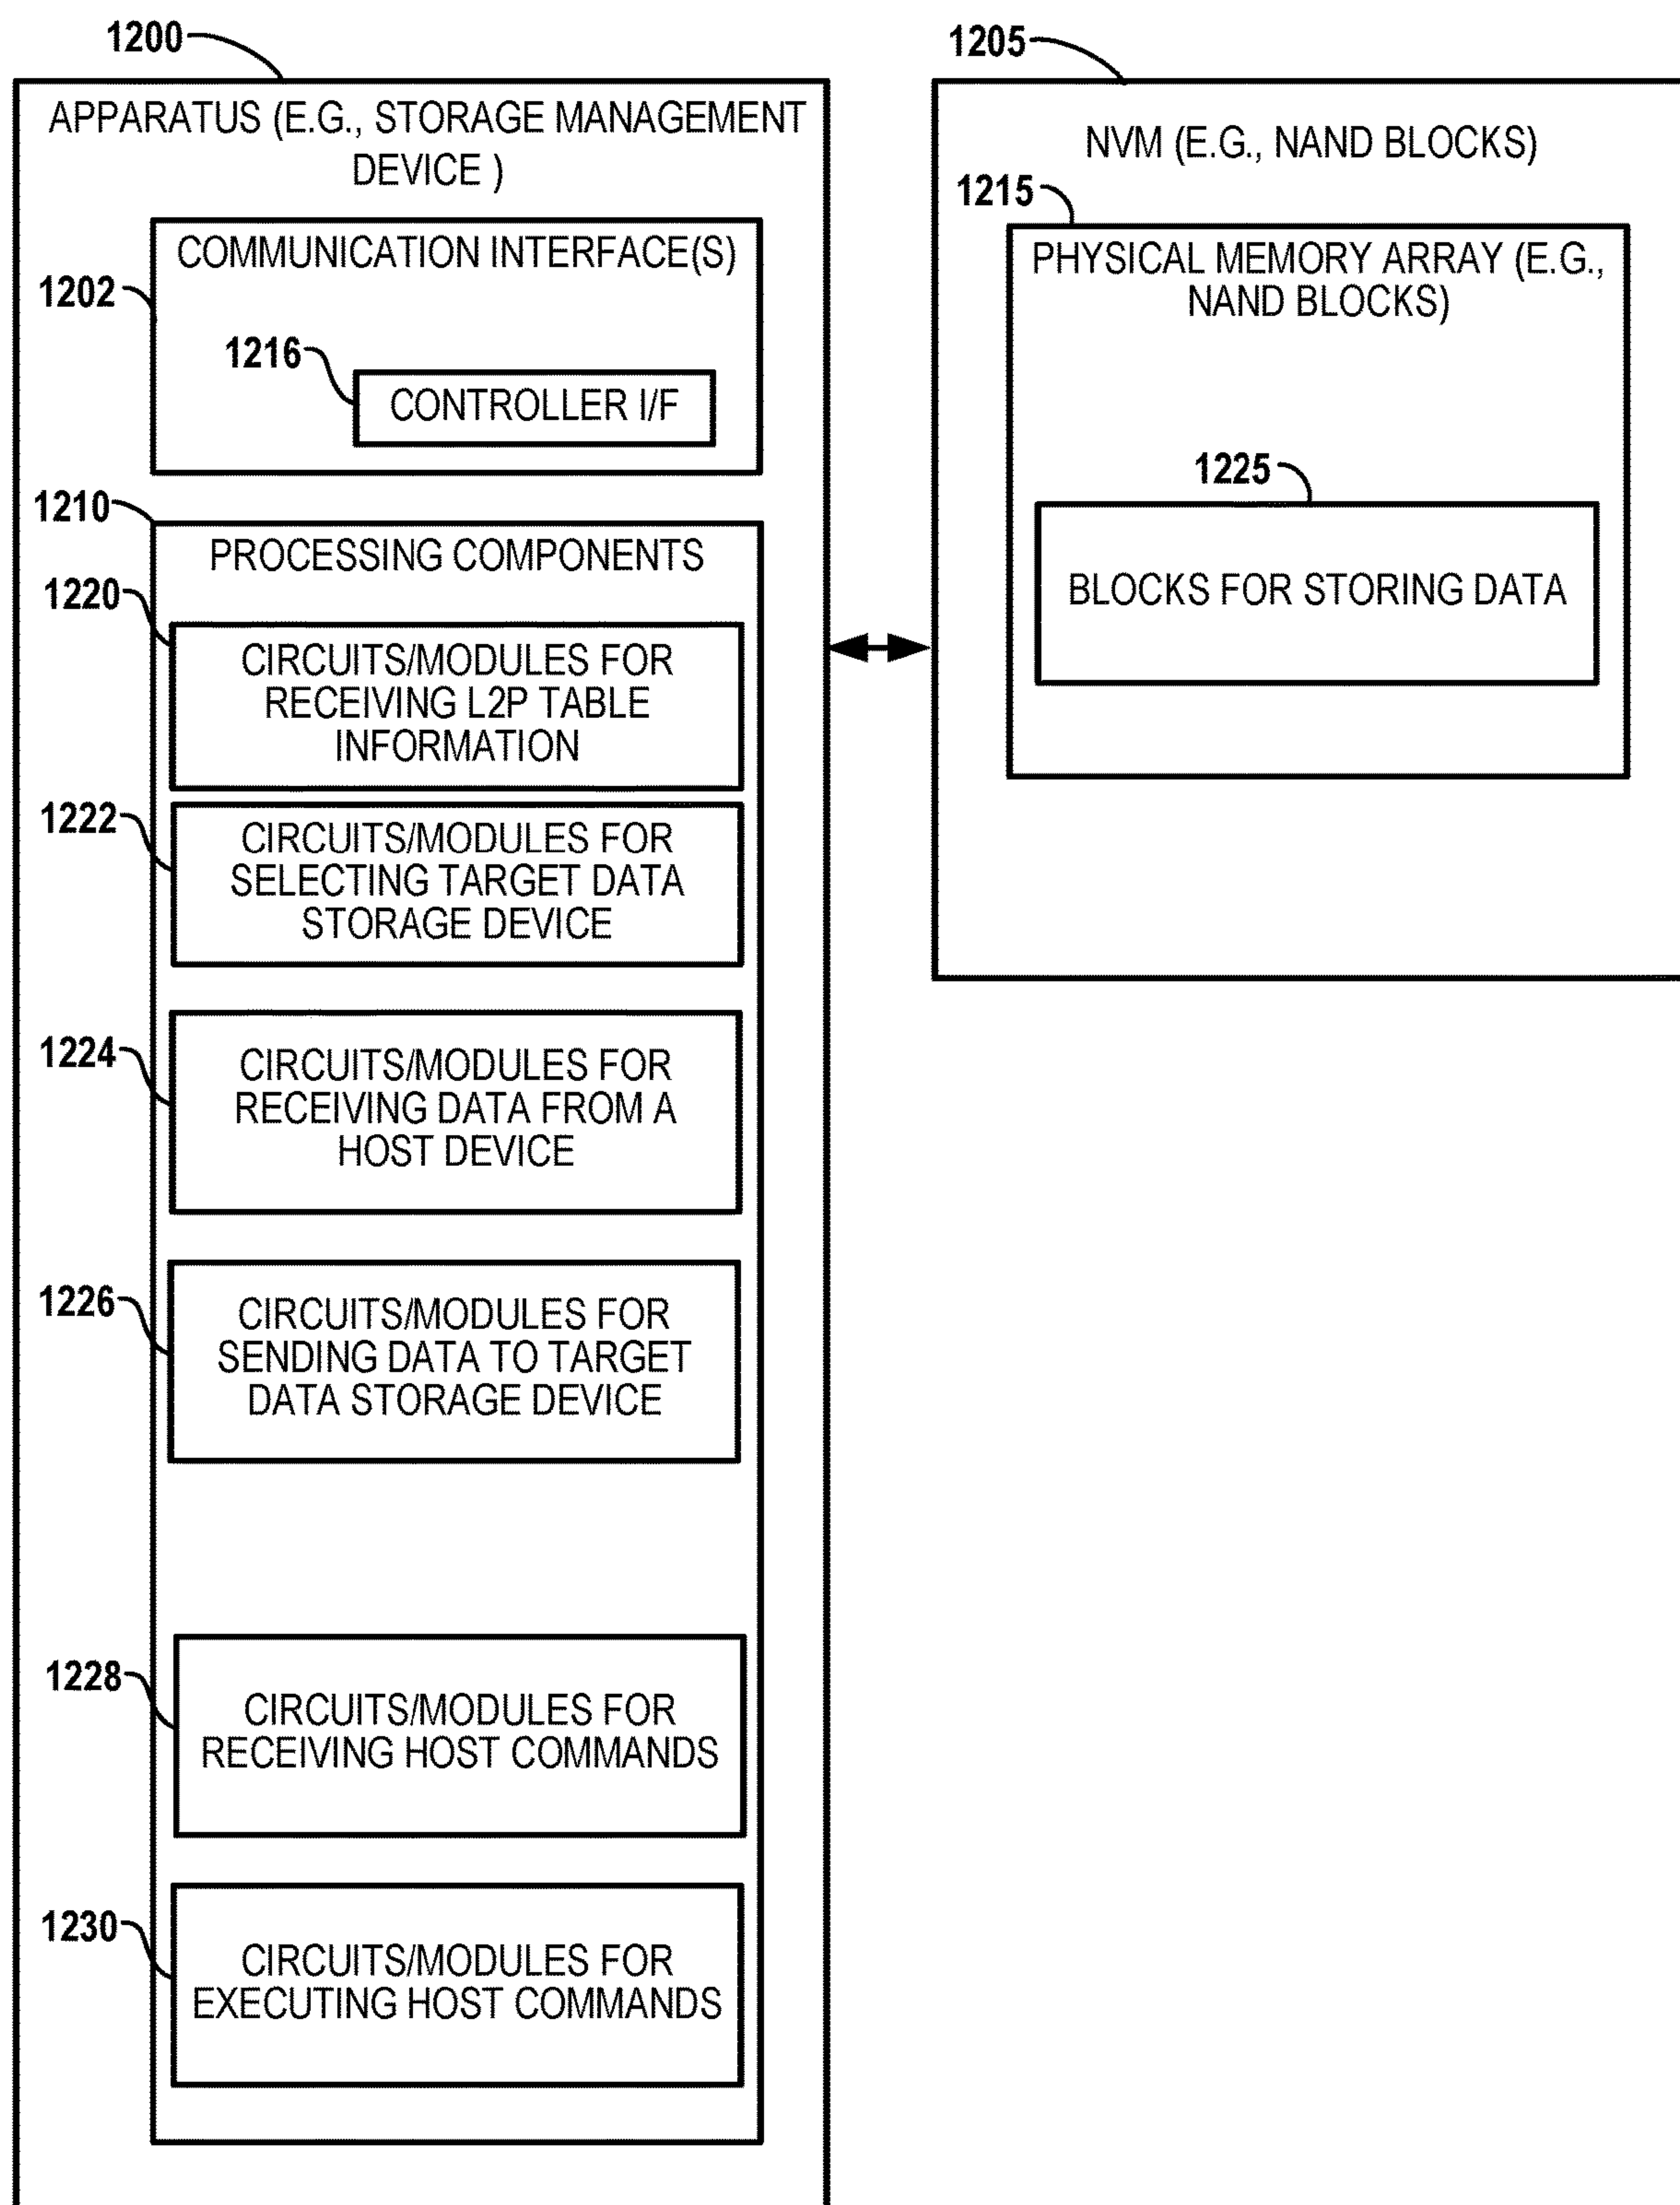 1200
APPARATUS (E.G., STORAGE MANAGEMENT
DEVICE )
COMMUNICATION INTERFACE(S)
1202
1216
CONTROLLER I/F
1210
PROCESSING COMPONENTS
1220
CIRCUITS/MODULES FOR
RECEIVING L2P TABLE
INFORMATION
1222
CIRCUITS/MODULES FOR
SELECTING TARGET DATA
STORAGE DEVICE
1224
CIRCUITS/MODULES FOR
RECEIVING DATA FROM A
HOST DEVICE
1226
CIRCUITS/MODULES FOR
SENDING DATA TO TARGET
DATA STORAGE DEVICE
1228
CIRCUITS/MODULES FOR
RECEIVING HOST COMMANDS
1230
CIRCUITS/MODULES FOR
EXECUTING HOST COMMANDS
1205
NVM (E.G., NAND BLOCKS)
1215
PHYSICAL MEMORY ARRAY (E.G.,
NAND BLOCKS)
1225
BLOCKS FOR STORING DATA